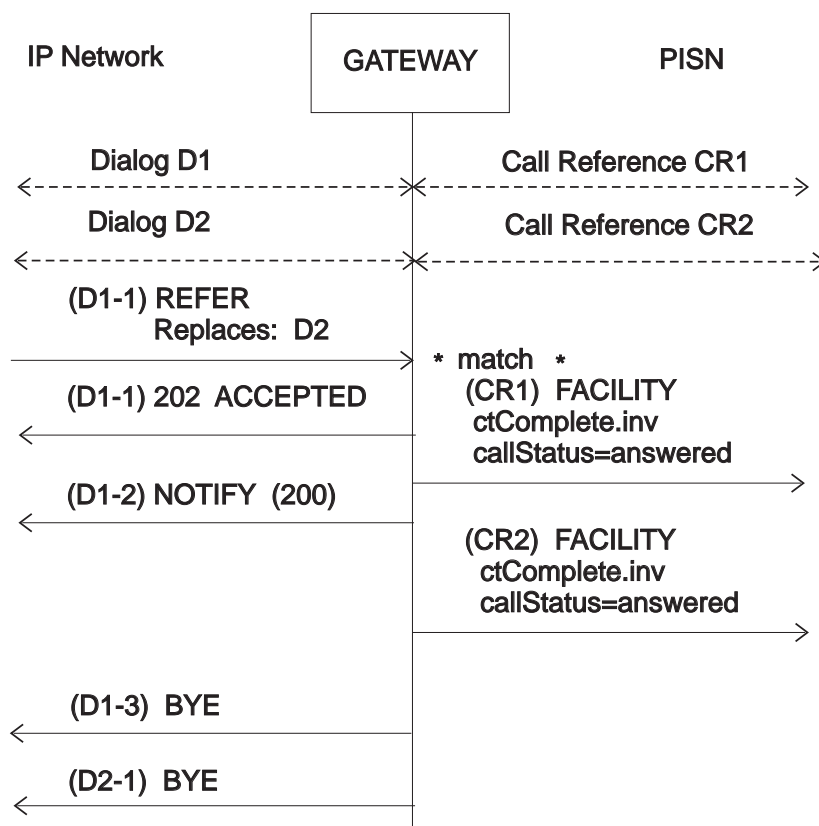 IP Network
GATEWAY
PISN
Dialog D1
Call Reference CR1
Dialog D2
Call Reference CR2
(D1-1) REFER
Replaces: D2
* match *
(CR1) FACILITY
ctComplete.inv
callStatus=answered
(D1-1) 202 ACCEPTED
(D1-2) NOTIFY (200)
(CR2) FACILITY
ctComplete.inv
callStatus=answered
(D1-3) BYE
(D2-1) BYE